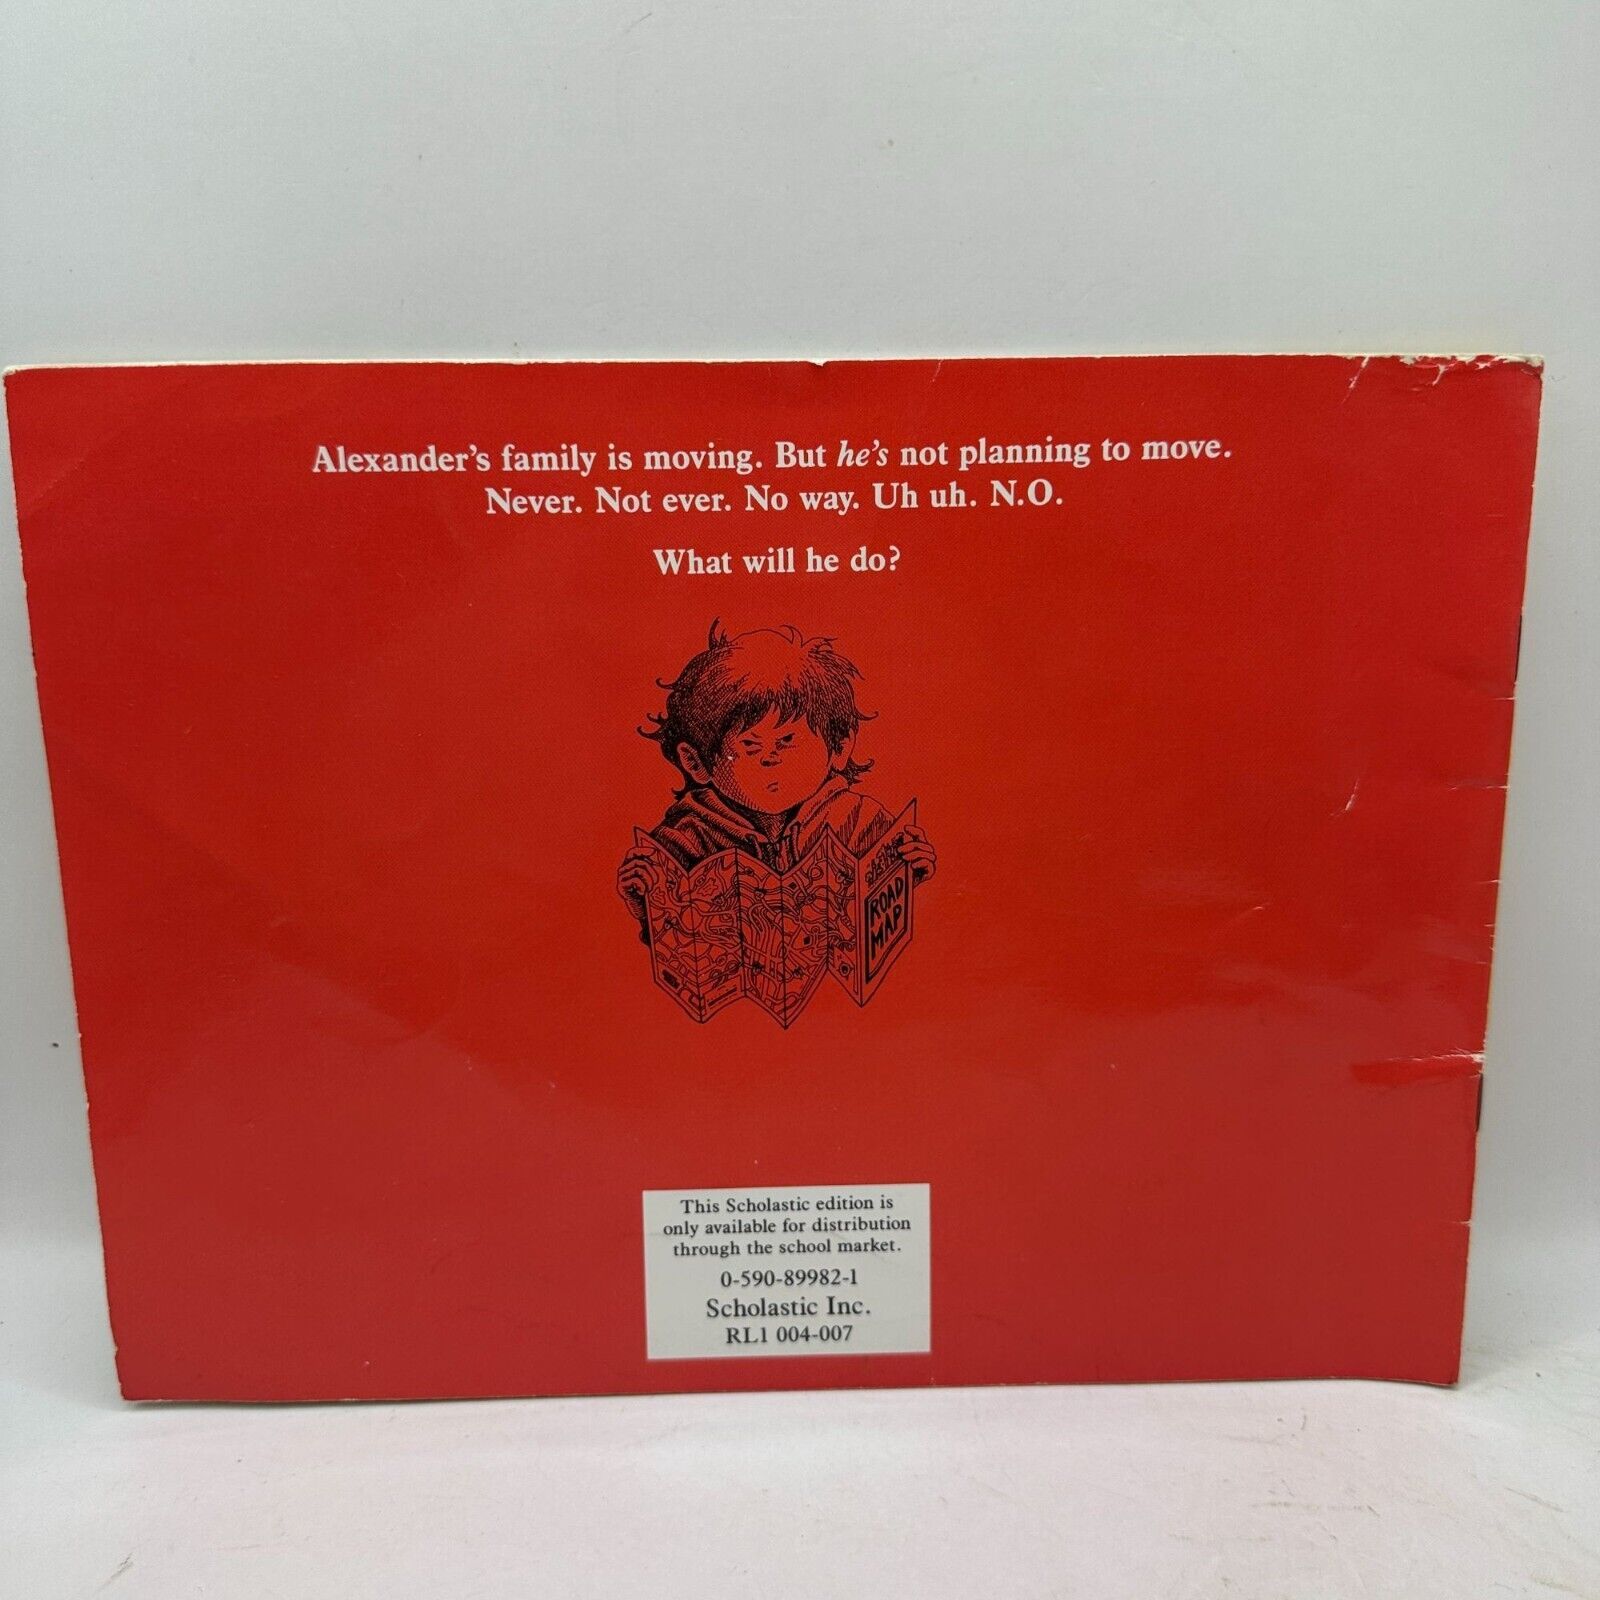 Alexander's family is moving. But he's not planning to move.
Never. Not ever. No way. Uh uh. N.O.
What will he do?
ROAD
MAP
This Scholastic edition is
only available for distribution
through the school market.
0-590-89982-1
Scholastic Inc.
RL1 004-007